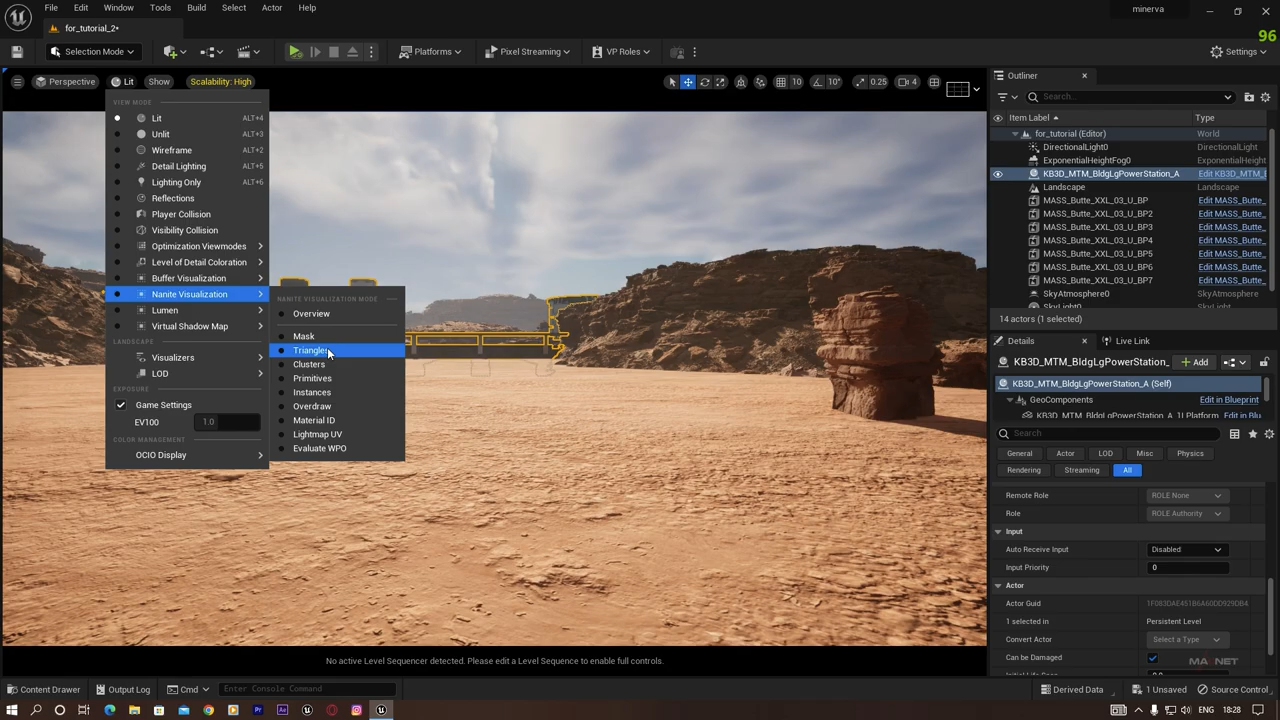 File Edit Window Tools Build Select Actor Help minerva
for_tutorial_2*
96
Selection Mode Platforms Pixel Streaming VP Roles Settings
Perspective Lit Show Scalability: High 10 10° 0.25 4
VIEW MODE
Lit ALT+4
Unlit ALT+3
Wireframe ALT+2
Detail Lighting ALT+5
Lighting Only ALT+6
Reflections
Player Collision
Visibility Collision
Optimization Viewmodes
Level of Detail Coloration
Buffer Visualization
Nanite Visualization
Lumen
Virtual Shadow Map
LANDSCAPE
Visualizers
LOD
EXPOSURE
Game Settings
EV100 1.0
COLOR MANAGEMENT
OCIO Display
NANITE VISUALIZATION MODE
Overview
Mask
Triangles
Clusters
Primitives
Instances
Overdraw
Material ID
Lightmap UV
Evaluate WPO
No active Level Sequencer detected. Please edit a Level Sequence to enable full controls.
Outliner
Search...
Item Label Type
for_tutorial (Editor) World
DirectionalLight0 DirectionalLight
ExponentialHeightFog0 ExponentialHeight
KB3D_MTM_BldgLgPowerStation_A Edit KB3D_MTM_
Landscape Landscape
MASS_Butte_XXL_03_U_BP Edit MASS_Butte_
MASS_Butte_XXL_03_U_BP2 Edit MASS_Butte_
MASS_Butte_XXL_03_U_BP3 Edit MASS_Butte_
MASS_Butte_XXL_03_U_BP4 Edit MASS_Butte_
MASS_Butte_XXL_03_U_BP5 Edit MASS_Butte_
MASS_Butte_XXL_03_U_BP6 Edit MASS_Butte_
MASS_Butte_XXL_03_U_BP7 Edit MASS_Butte_
SkyAtmosphere0 SkyAtmosphere
SkyLight0 SkyLight
14 actors (1 selected)
Details Live Link
KB3D_MTM_BldgLgPowerStation_ Add
KB3D_MTM_BldgLgPowerStation_A (Self)
GeoComponents Edit in Blueprint
KB3D_MTM_BldgLgPowerStation_A_1LPlatform Edit in Blu
Search
General Actor LOD Misc Physics
Rendering Streaming All
Remote Role ROLE None
Role ROLE Authority
Input
Auto Receive Input Disabled
Input Priority 0
Actor
Actor Guid 1F083DAE451B6A60DD929DB4
1 selected in Persistent Level
Convert Actor Select a Type
Can be Damaged
Content Drawer Output Log Cmd Enter Console Command Derived Data 1 Unsaved Source Control
ENG 18:28